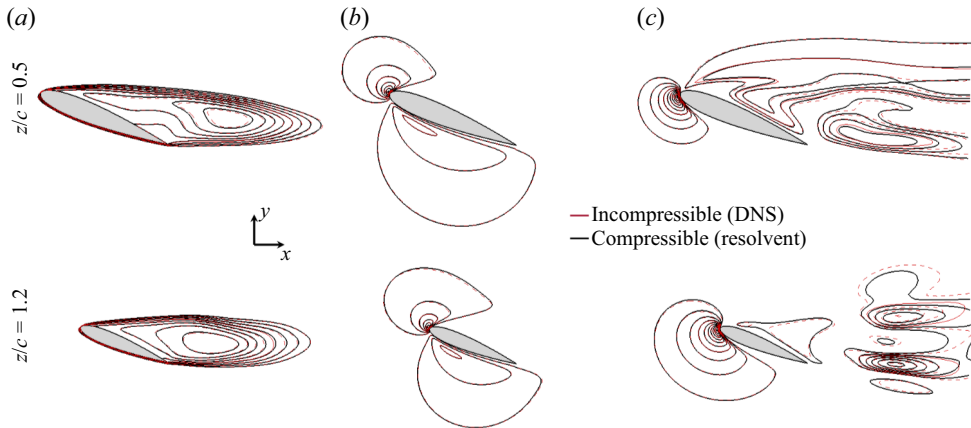 (a)
(b)
(c)
z/c = 0.5
y
x
Incompressible (DNS)
Compressible (resolvent)
z/c = 1.2